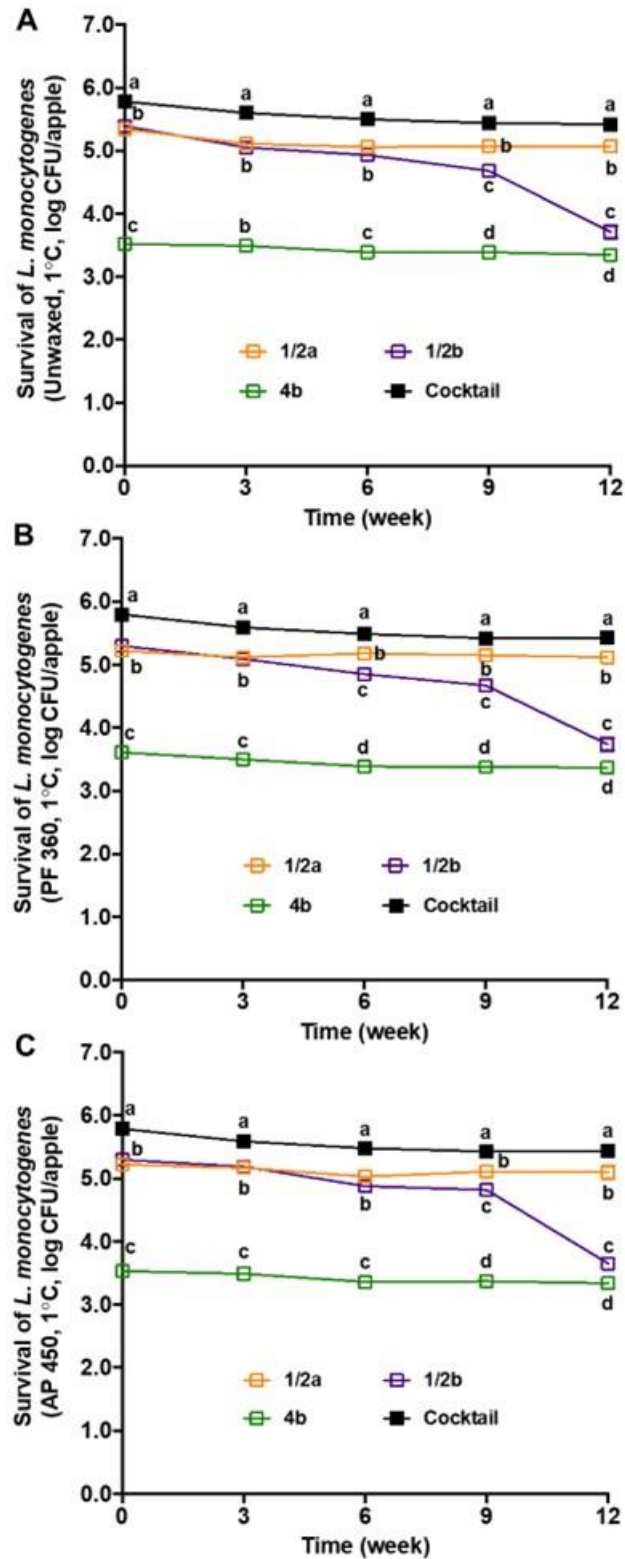 A
Survival of L. monocytogenes
(Unwaxed, 1°C, log CFU/apple)
7.0
6.0
5.0
4.0
3.0
2.0
1.0
0.0
a a a a a
b b b b b
b c c
c b c d d
1/2a 1/2b
4b Cocktail
0 3 6 9 12
Time (week)
B
Survival of L. monocytogenes
(PF 360, 1°C, log CFU/apple)
7.0
6.0
5.0
4.0
3.0
2.0
1.0
0.0
a a a a a
b b b b b
c c c
c c d d d
1/2a 1/2b
4b Cocktail
0 3 6 9 12
Time (week)
C
Survival of L. monocytogenes
(AP 450, 1°C, log CFU/apple)
7.0
6.0
5.0
4.0
3.0
2.0
1.0
0.0
a a a a a
b b b b b
c c
c c c d d
1/2a 1/2b
4b Cocktail
0 3 6 9 12
Time (week)